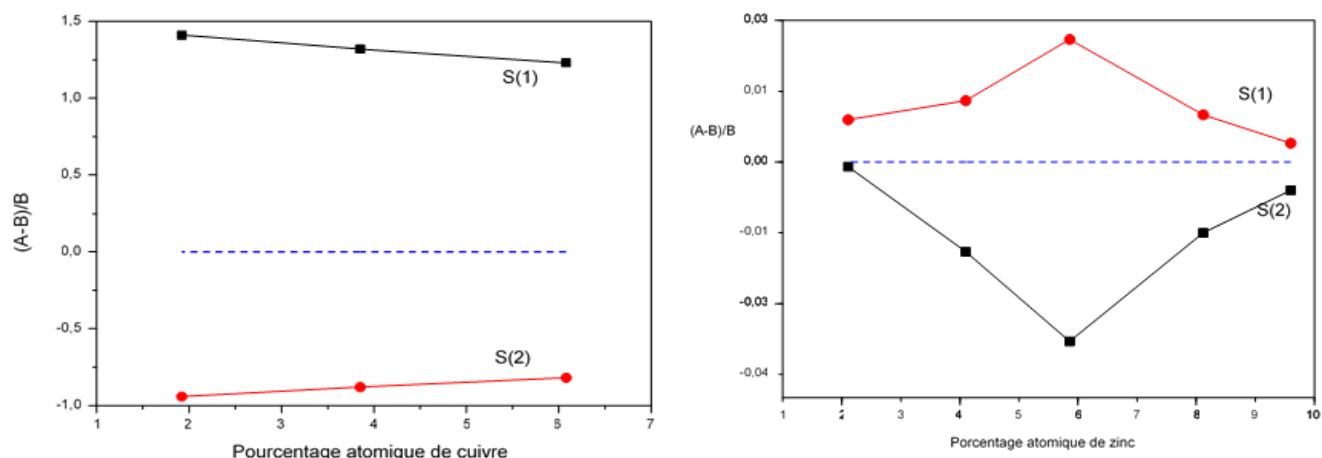 1,5
1,0
0,5
0,0
-0,5
-1,0
(A-B)/B
S(1)
S(2)
1 2 3 4 5 6 7
Pourcentage atomique de cuivre
0,03
0,01
0,00
-0,01
-0,03
-0,04
(A-B)/B
S(1)
S(2)
1 2 3 4 5 6 7 8 9 10
Porcentage atomique de zinc